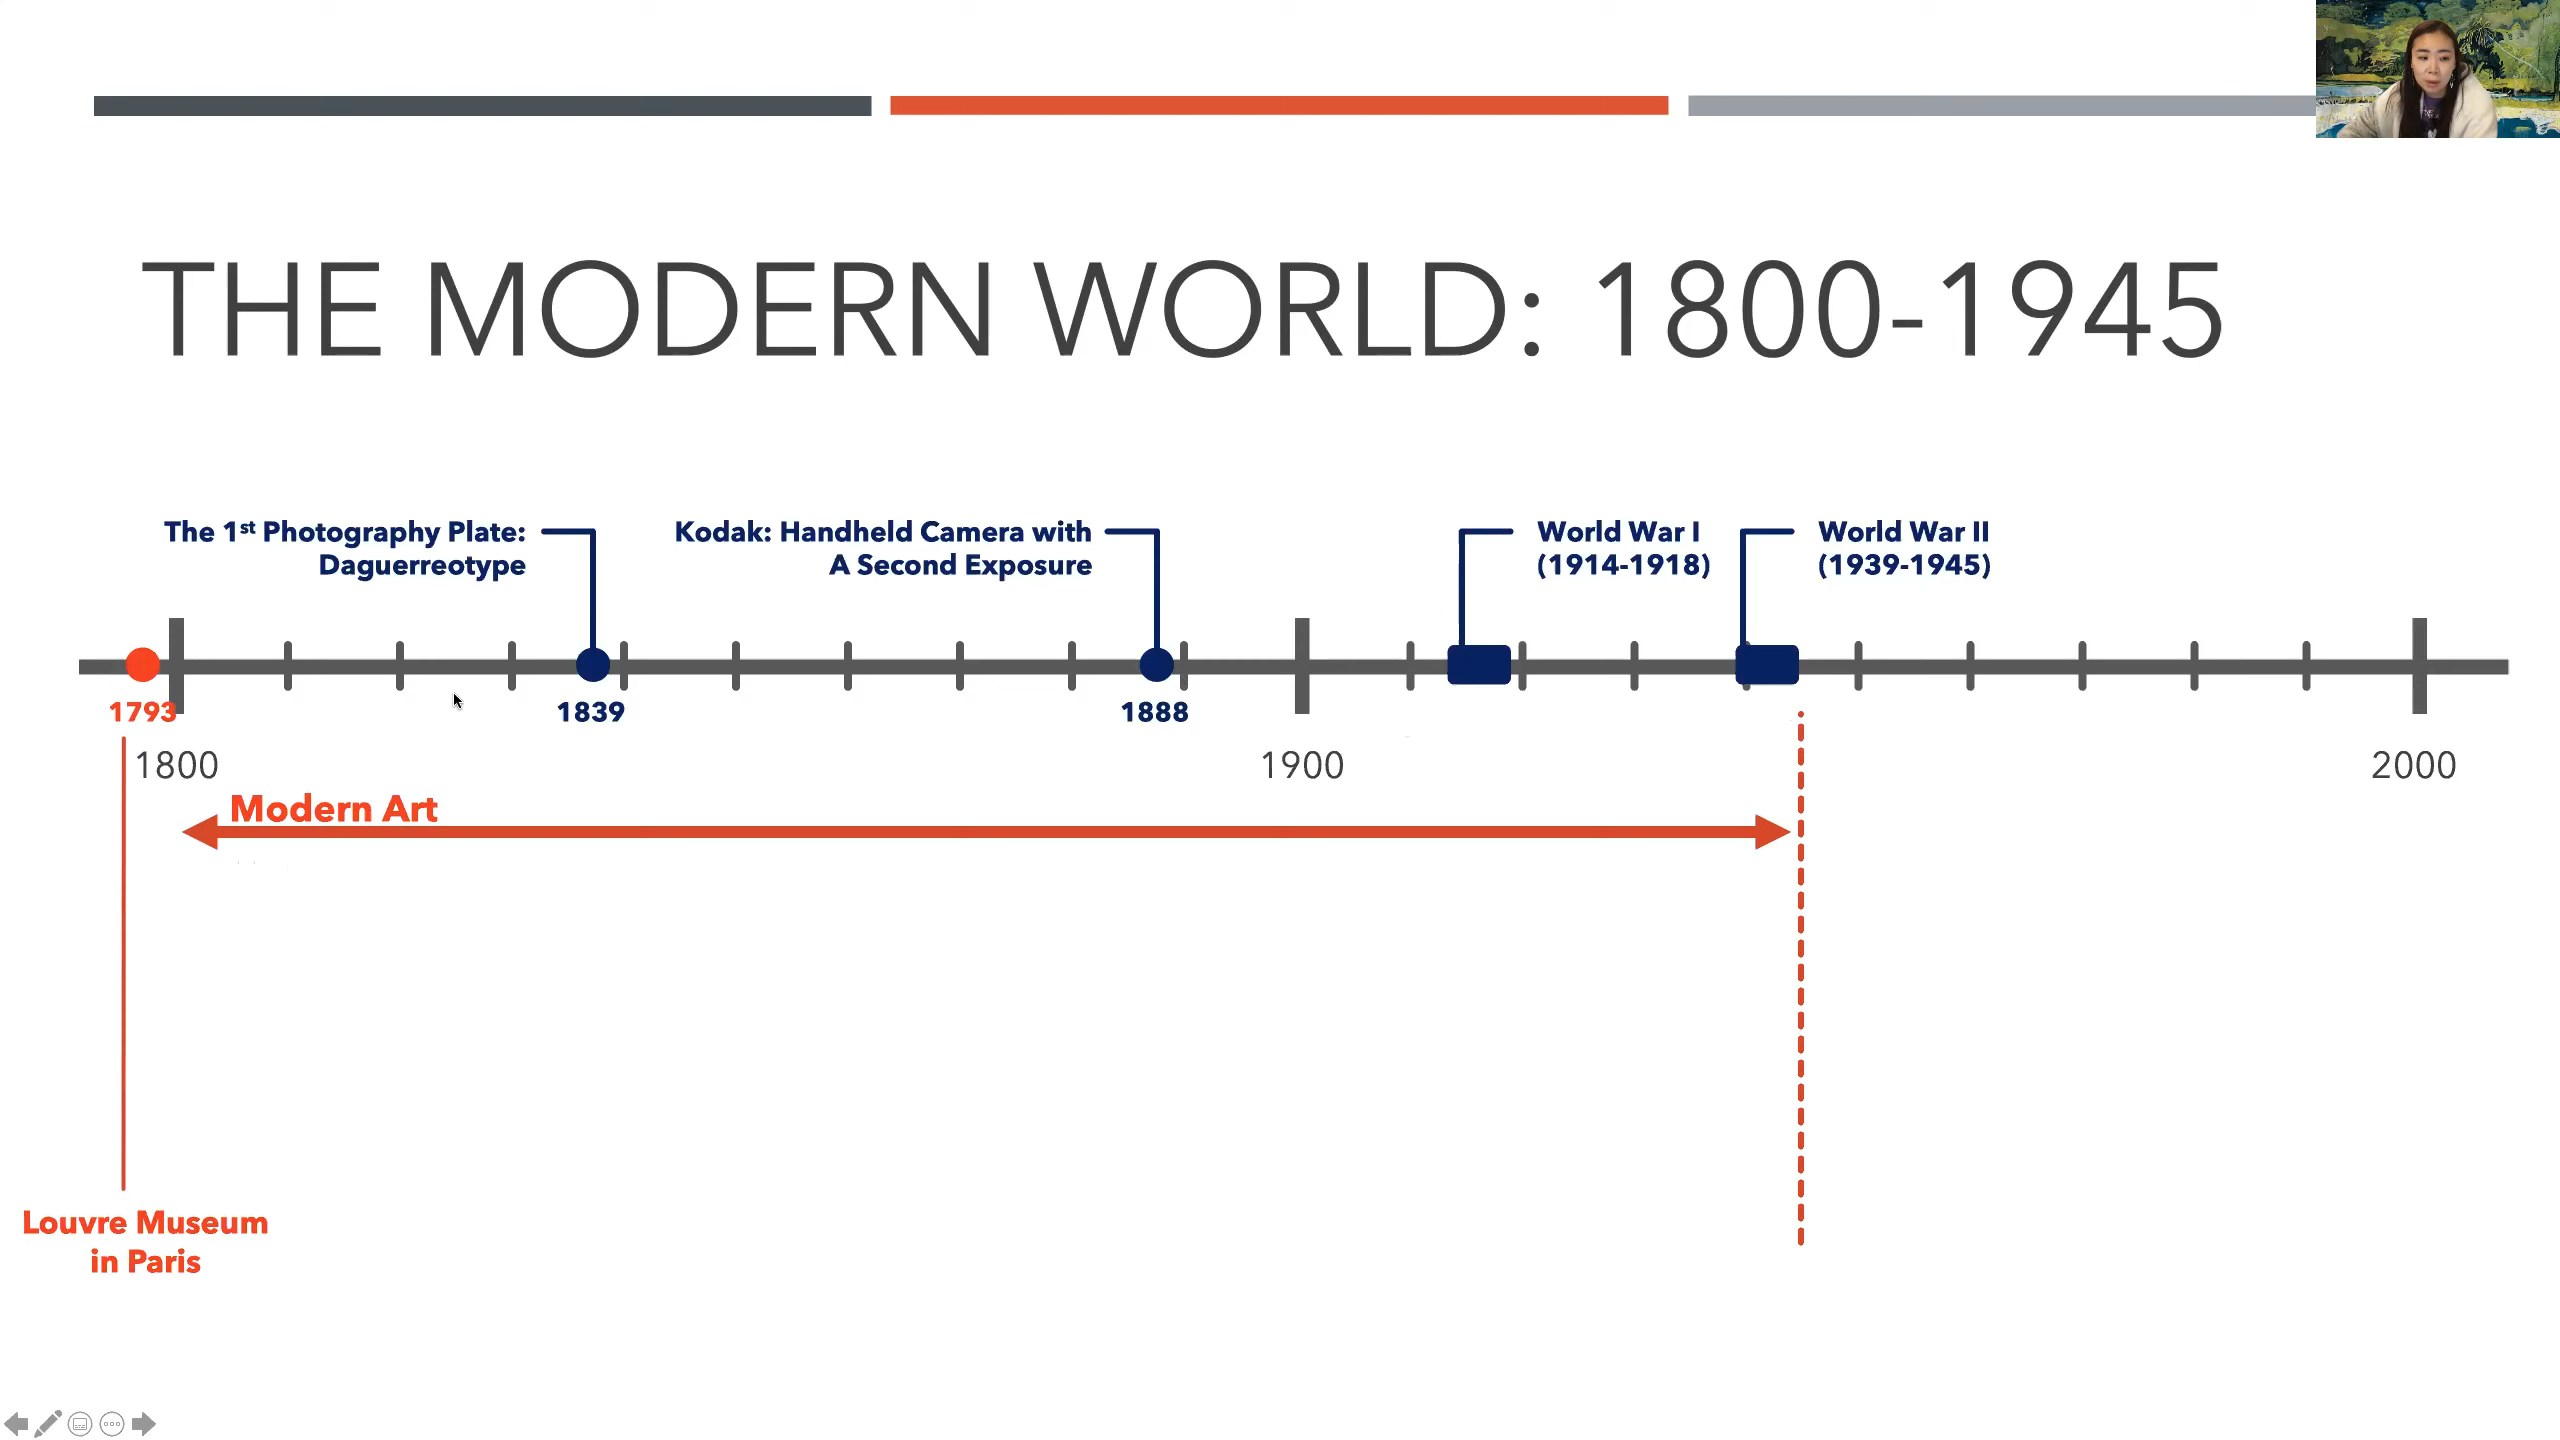 THE MODERN WORLD: 1800-1945
The 1st Photography Plate:
Daguerreotype
Kodak: Handheld Camera with
A Second Exposure
World War I
(1914-1918)
World War II
(1939-1945)
1793
1839
1888
1800
1900
2000
Modern Art
Louvre Museum
in Paris